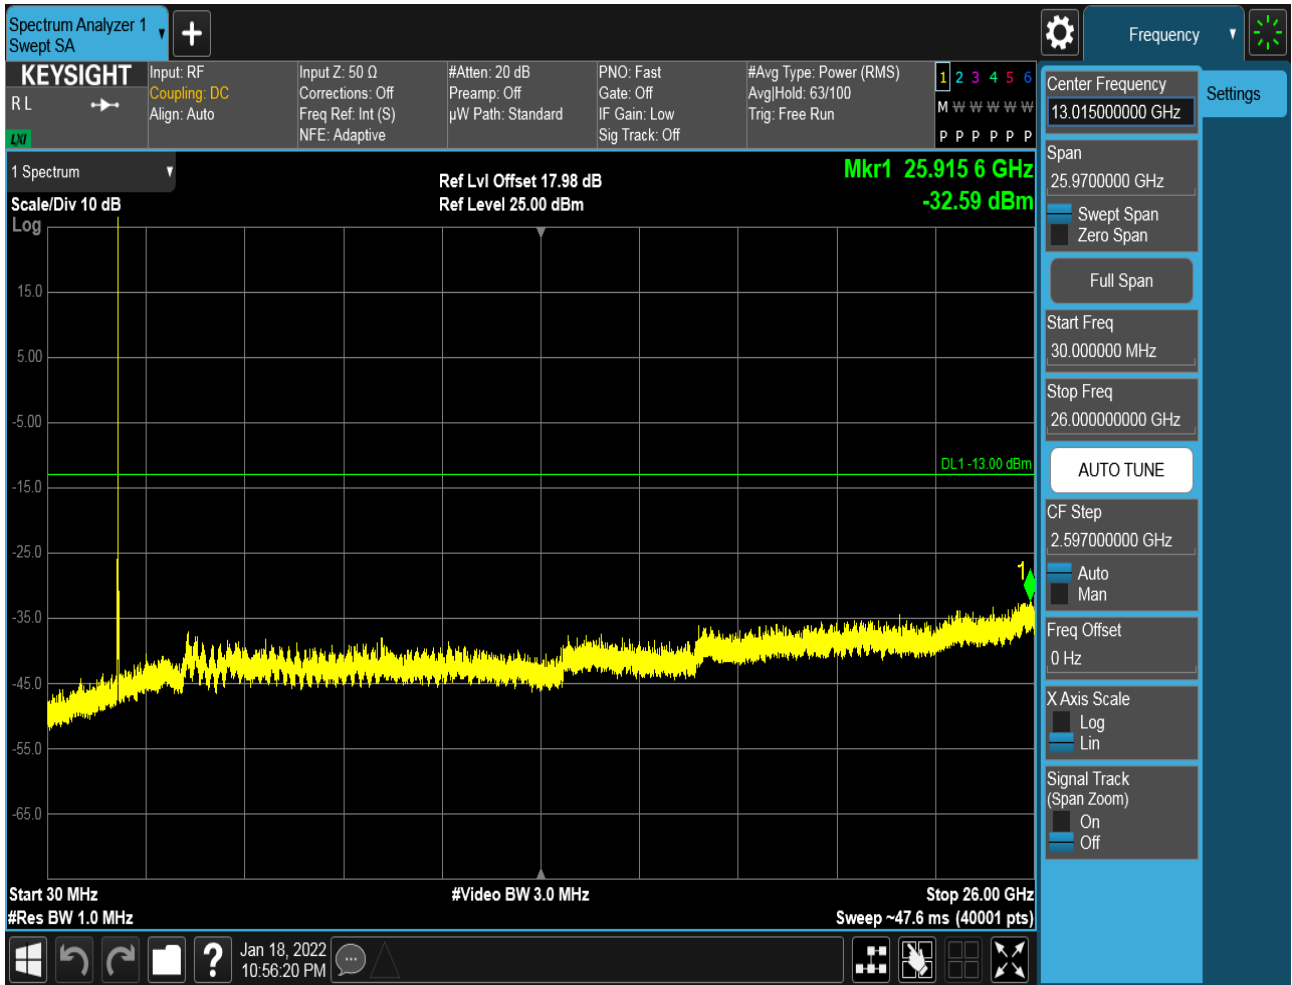 Spectrum Analyzer 1
Swept SA
Frequency
KEYSIGHT
R L
LXI
Input: RF
Coupling: DC
Align: Auto
Input Z: 50 Ω
Corrections: Off
Freq Ref: Int (S)
NFE: Adaptive
#Atten: 20 dB
Preamp: Off
µW Path: Standard
PNO: Fast
Gate: Off
IF Gain: Low
Sig Track: Off
#Avg Type: Power (RMS)
Avg|Hold: 63/100
Trig: Free Run
1 2 3 4 5 6
M W W W W W
P P P P P P
1 Spectrum
Scale/Div 10 dB
Log
Ref Lvl Offset 17.98 dB
Ref Level 25.00 dBm
Mkr1 25.915 6 GHz
-32.59 dBm
15.0
5.00
-5.00
DL1 -13.00 dBm
-15.0
-25.0
1
-35.0
-45.0
-55.0
-65.0
Start 30 MHz
#Video BW 3.0 MHz
Stop 26.00 GHz
#Res BW 1.0 MHz
Sweep ~47.6 ms (40001 pts)
?
Jan 18, 2022
10:56:20 PM
Center Frequency
13.015000000 GHz
Settings
Span
25.9700000 GHz
Swept Span
Zero Span
Full Span
Start Freq
30.000000 MHz
Stop Freq
26.000000000 GHz
AUTO TUNE
CF Step
2.597000000 GHz
Auto
Man
Freq Offset
0 Hz
X Axis Scale
Log
Lin
Signal Track
(Span Zoom)
On
Off